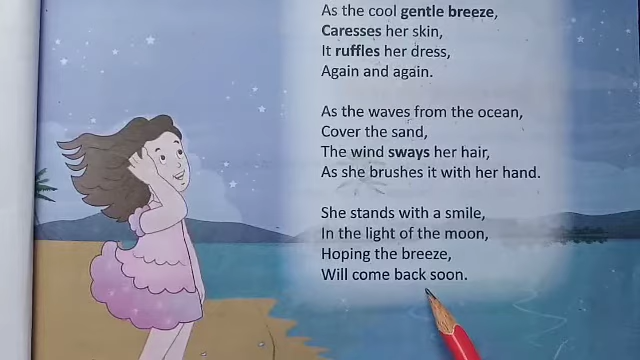 As the cool gentle breeze,
Caresses her skin,
It ruffles her dress,
Again and again.
As the waves from the ocean,
Cover the sand,
The wind sways her hair,
As she brushes it with her hand.
She stands with a smile,
In the light of the moon,
Hoping the breeze,
Will come back soon.